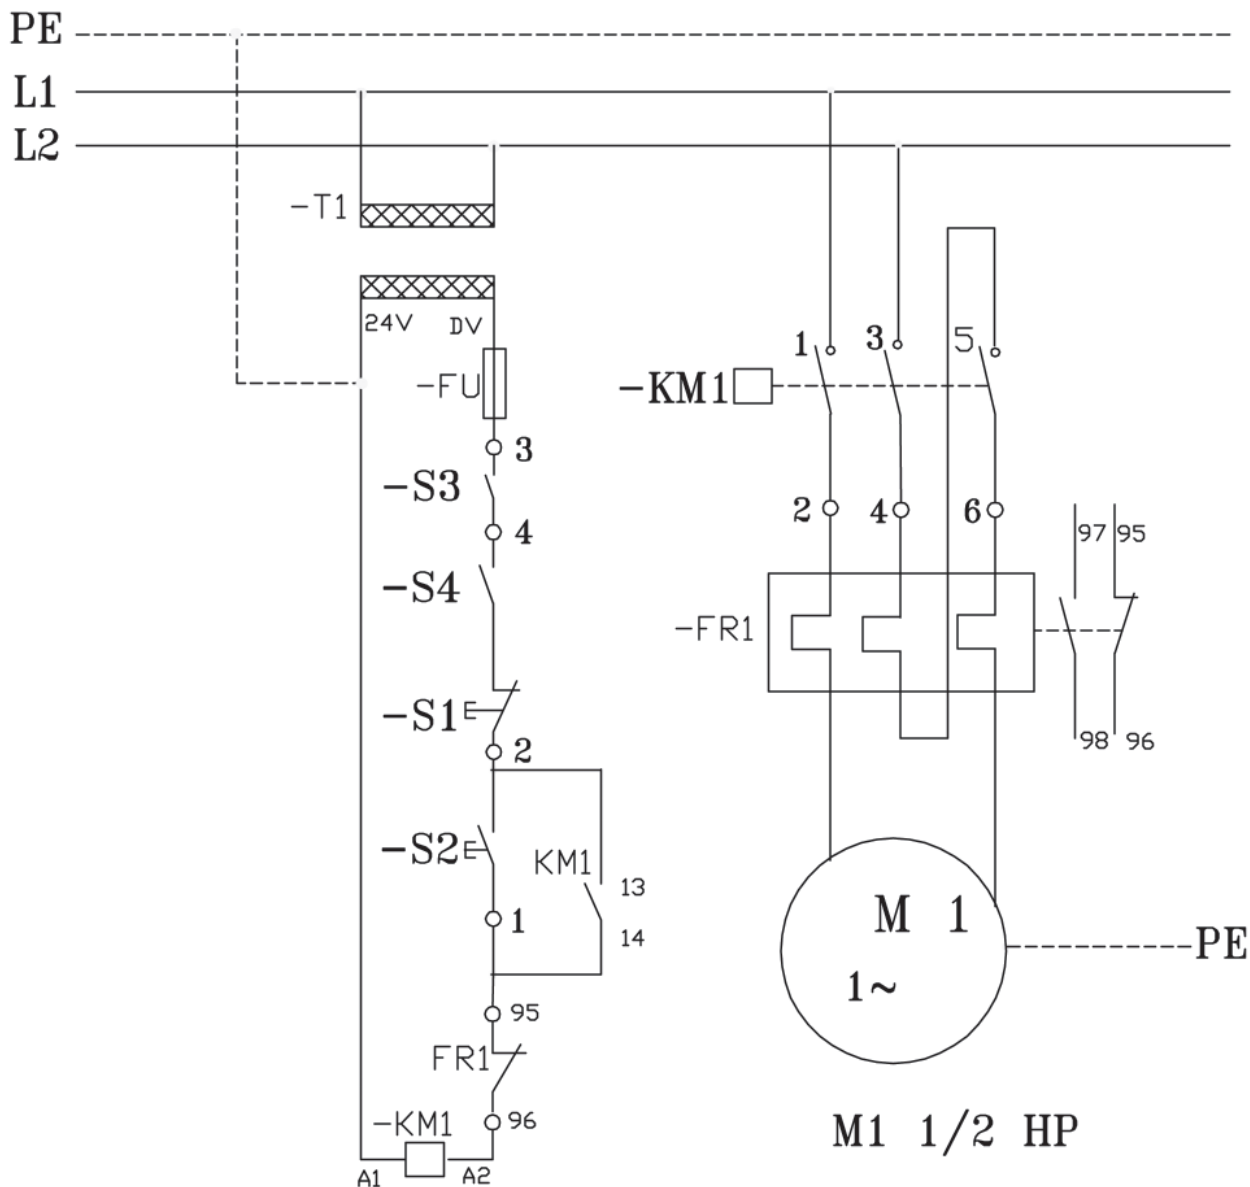 PE
L1
L2
-T1
24V DV
-FU
3
-S3
4
-S4
-S1
2
-S2
KM1
13
14
1
95
FR1
96
-KM1
A1 A2
1 3 5
-KM1
2 4 6
97 95
-FR1
98 96
M 1
1~
PE
M1 1/2 HP